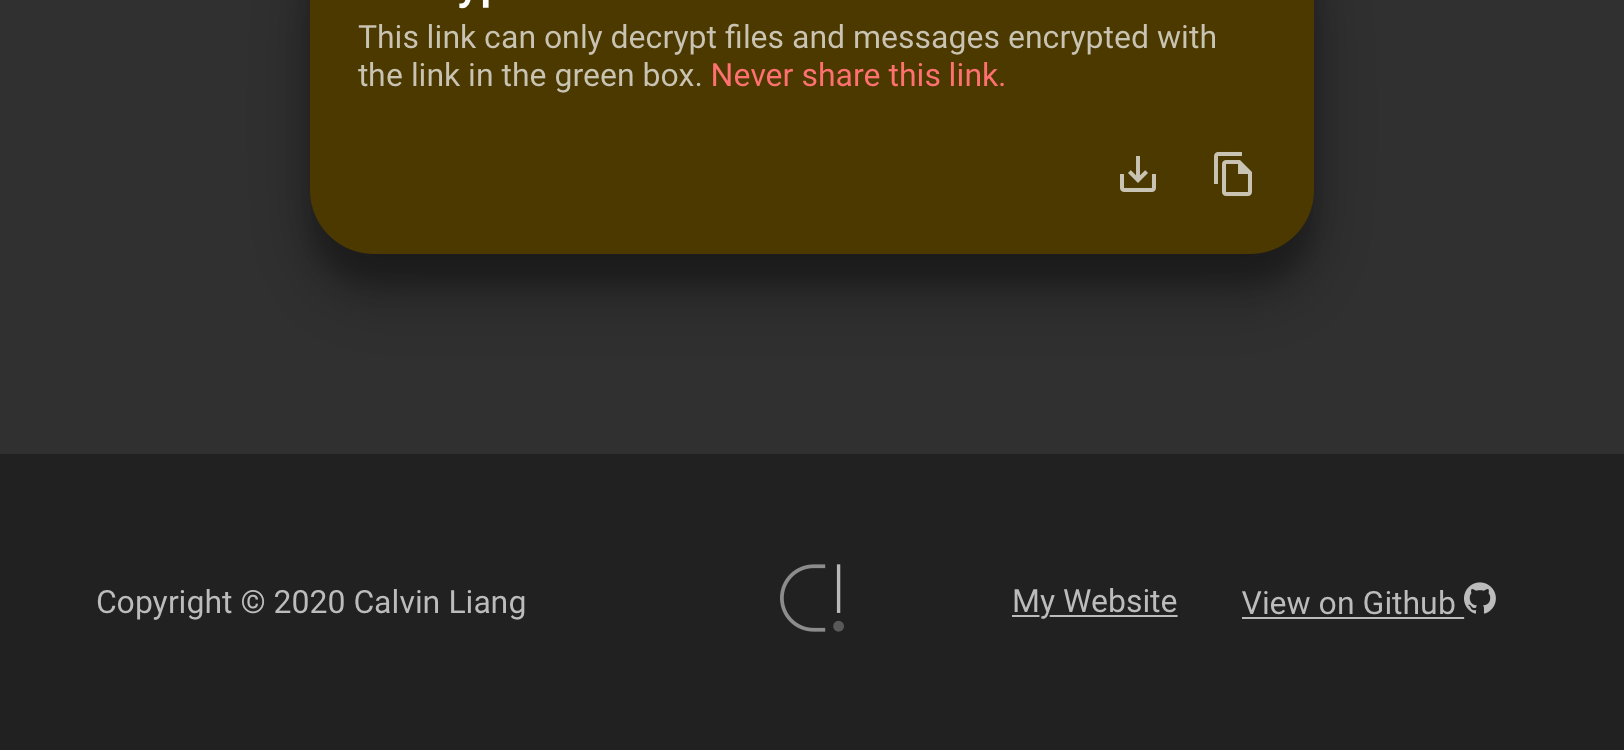 This link can only decrypt files and messages encrypted with
the link in the green box. Never share this link.
Copyright © 2020 Calvin Liang
My Website
View on Github